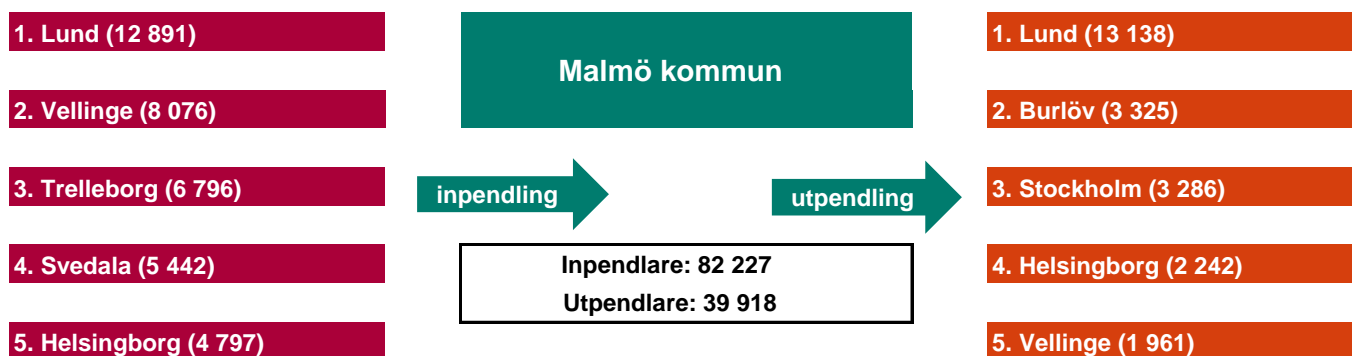 1. Lund (12 891)
2. Vellinge (8 076)
3. Trelleborg (6 796)
4. Svedala (5 442)
5. Helsingborg (4 797)
Malmö kommun
inpendling
utpendling
Inpendlare: 82 227
Utpendlare: 39 918
1. Lund (13 138)
2. Burlöv (3 325)
3. Stockholm (3 286)
4. Helsingborg (2 242)
5. Vellinge (1 961)